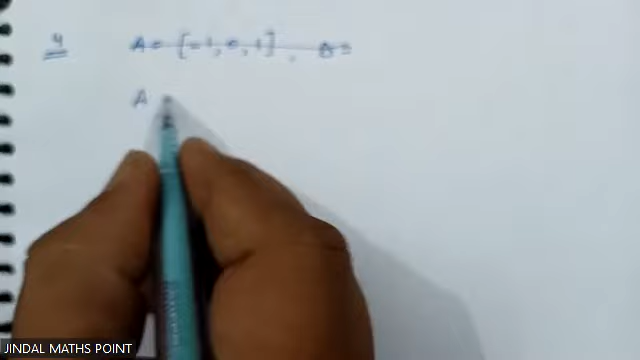 4 A = {-1, 0, 1}, B =
A
JINDAL MATHS POINT